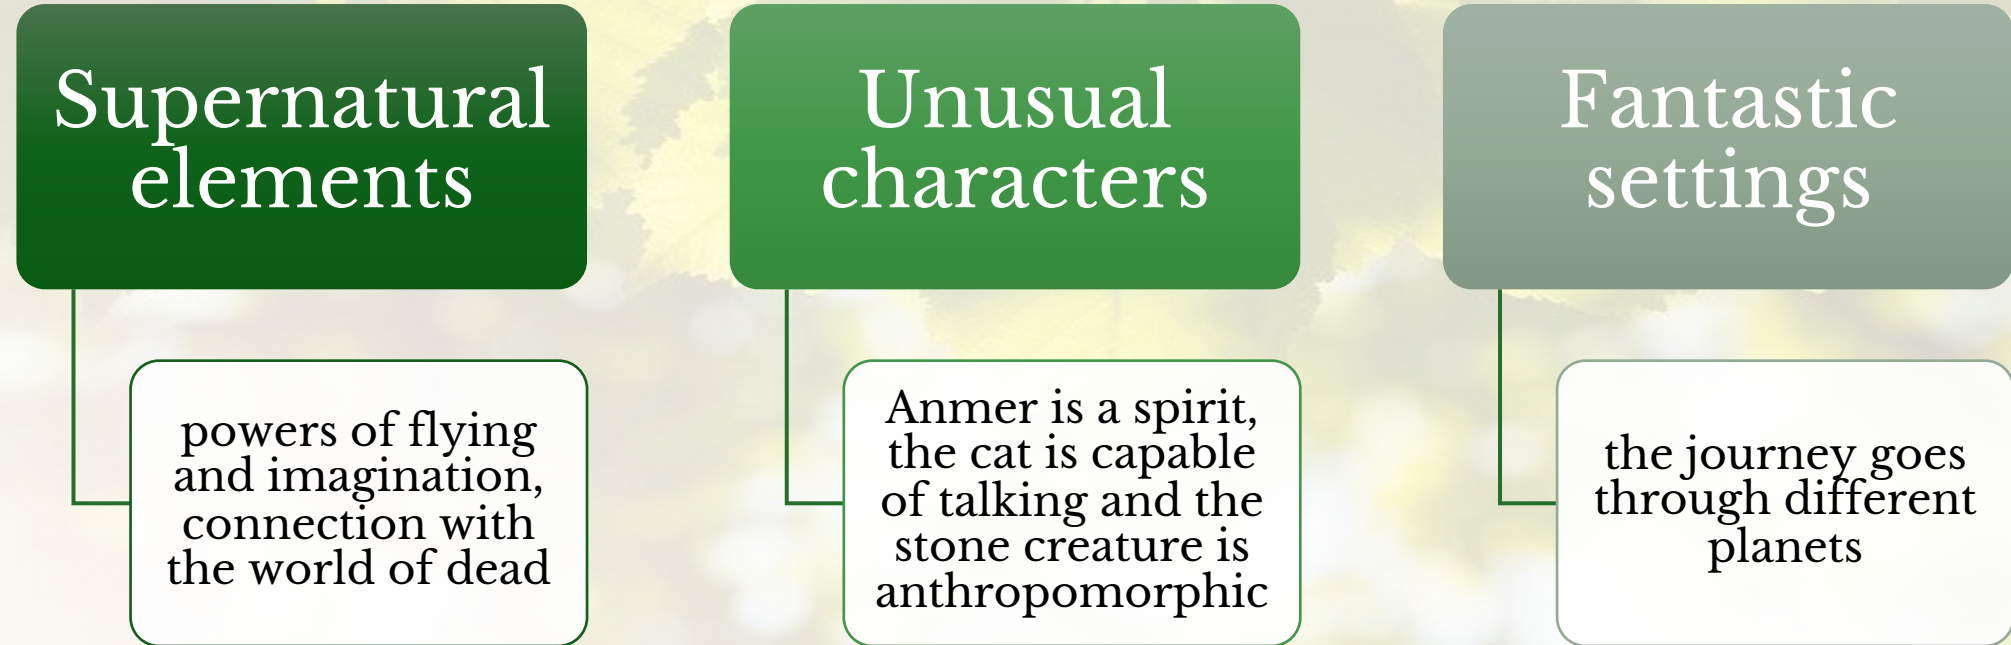 Supernatural
elements
powers of flying
and imagination,
connection with
the world of dead
Unusual
characters
Anmer is a spirit,
the cat is capable
of talking and the
stone creature is
anthropomorphic
Fantastic
settings
the journey goes
through different
planets